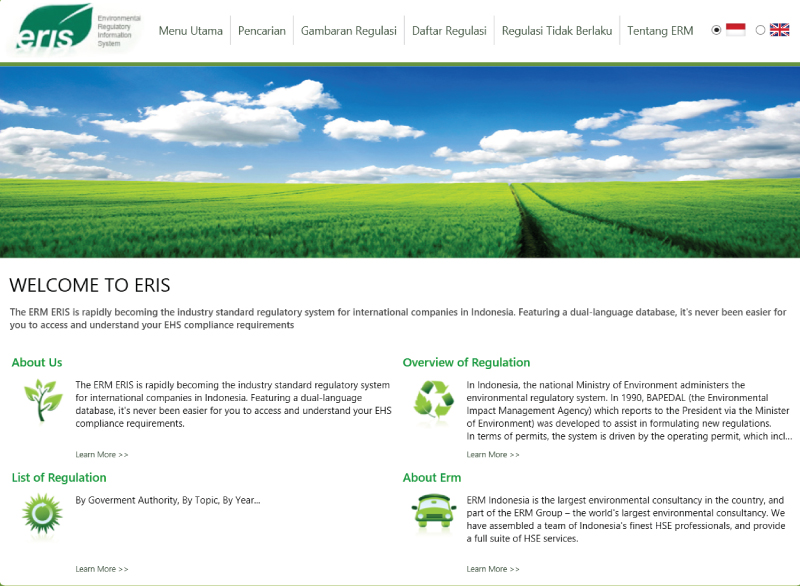 eris
Environmental
Regulatory
Information
System
Menu Utama
Pencarian
Gambaran Regulasi
Daftar Regulasi
Regulasi Tidak Berlaku
Tentang ERM
WELCOME TO ERIS
The ERM ERIS is rapidly becoming the industry standard regulatory system for international companies in Indonesia. Featuring a dual-language database, it's never been easier for
you to access and understand your EHS compliance requirements
About Us
The ERM ERIS is rapidly becoming the industry standard regulatory system
for international companies in Indonesia. Featuring a dual-language
database, it's never been easier for you to access and understand your EHS
compliance requirements.
Learn More >>
Overview of Regulation
In Indonesia, the national Ministry of Environment administers the
environmental regulatory system. In 1990, BAPEDAL (the Environmental
Impact Management Agency) which reports to the President via the Minister
of Environment) was developed to assist in formulating new regulations.
In terms of permits, the system is driven by the operating permit, which incl...
Learn More >>
List of Regulation
By Goverment Authority, By Topic, By Year...
Learn More >>
About Erm
ERM Indonesia is the largest environmental consultancy in the country, and
part of the ERM Group – the world's largest environmental consultancy. We
have assembled a team of Indonesia's finest HSE professionals, and provide
a full suite of HSE services.
Learn More >>